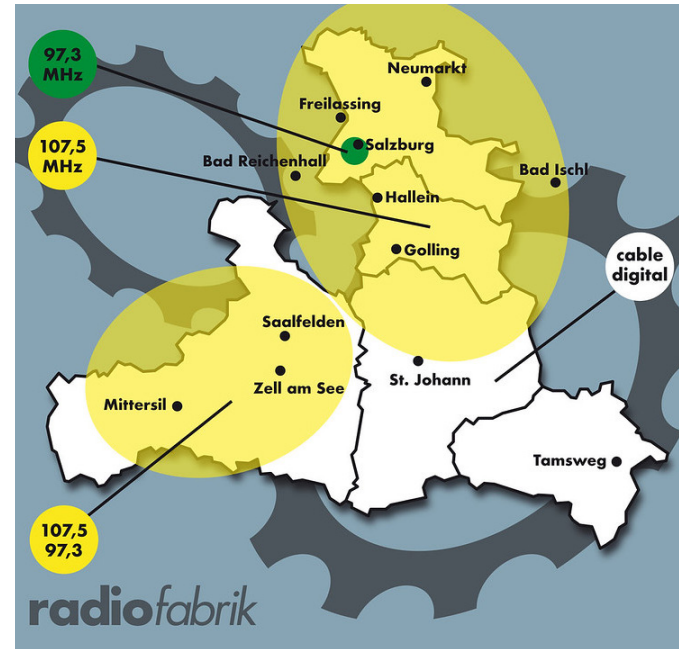 97,3
MHz
Neumarkt
Freilassing
107,5
MHz
Salzburg
Bad Reichenhall
Bad Ischl
Hallein
Golling
cable
digital
Saalfelden
Zell am See
St. Johann
Mittersil
Tamsweg
107,5
97,3
radiofabrik